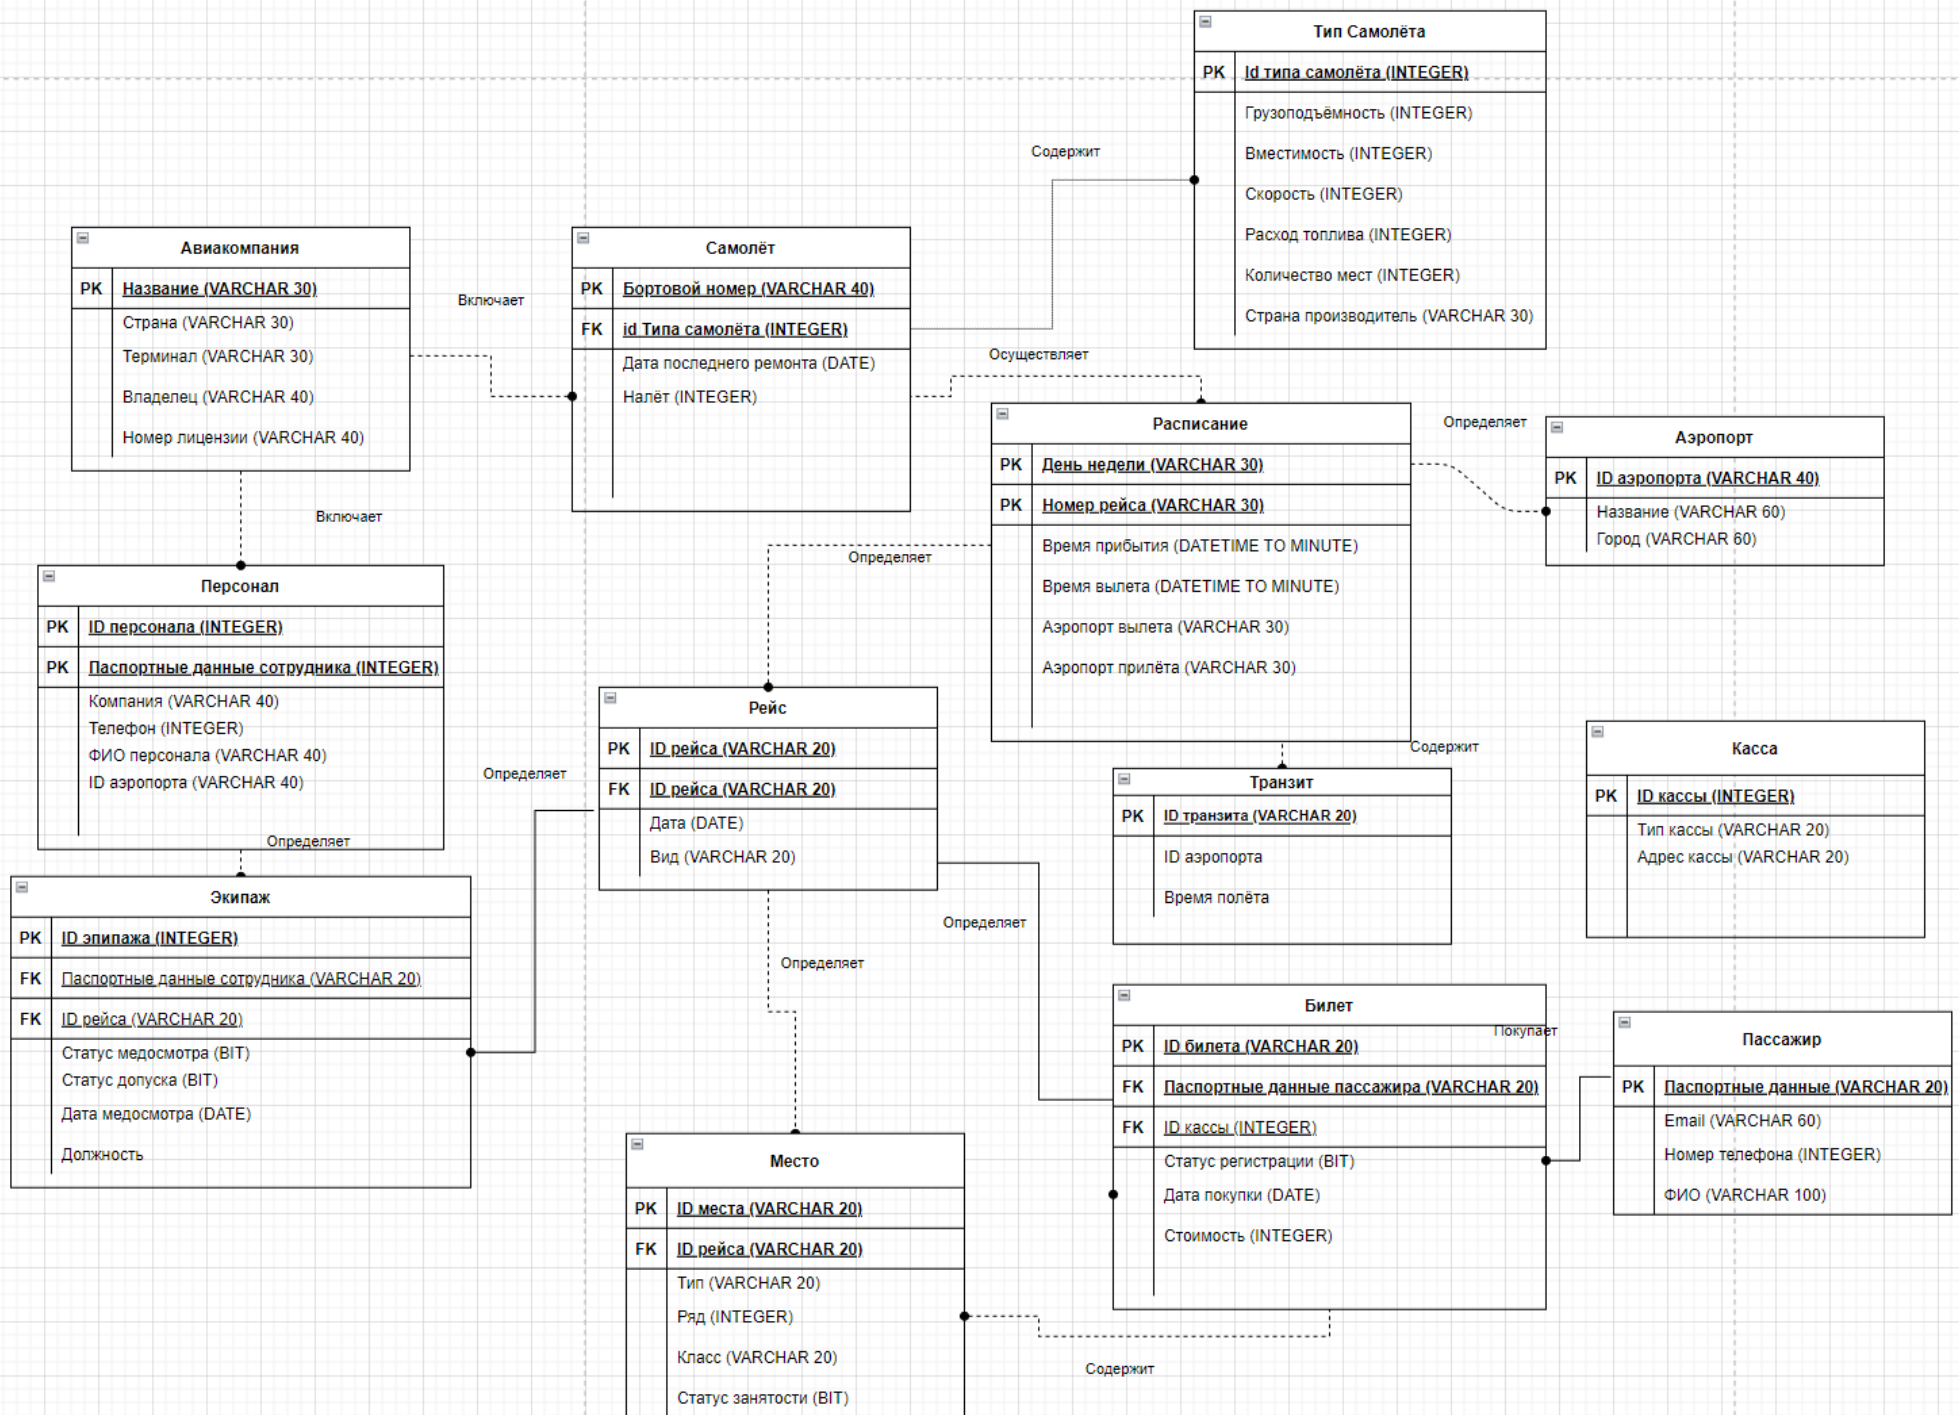 Тип Самолёта
PK Id типа самолёта (INTEGER)
Грузоподъёмность (INTEGER)
Вместимость (INTEGER)
Скорость (INTEGER)
Расход топлива (INTEGER)
Количество мест (INTEGER)
Страна производитель (VARCHAR 30)
Содержит
Авиакомпания
PK Название (VARCHAR 30)
Страна (VARCHAR 30)
Терминал (VARCHAR 30)
Владелец (VARCHAR 40)
Номер лицензии (VARCHAR 40)
Включает
Самолёт
PK Бортовой номер (VARCHAR 40)
FK id Типа самолёта (INTEGER)
Дата последнего ремонта (DATE)
Налёт (INTEGER)
Осуществляет
Расписание
PK День недели (VARCHAR 30)
PK Номер рейса (VARCHAR 30)
Время прибытия (DATETIME TO MINUTE)
Время вылета (DATETIME TO MINUTE)
Аэропорт вылета (VARCHAR 30)
Аэропорт прилёта (VARCHAR 30)
Определяет
Аэропорт
PK ID аэропорта (VARCHAR 40)
Название (VARCHAR 60)
Город (VARCHAR 60)
Включает
Определяет
Персонал
PK ID персонала (INTEGER)
PK Паспортные данные сотрудника (INTEGER)
Компания (VARCHAR 40)
Телефон (INTEGER)
ФИО персонала (VARCHAR 40)
ID аэропорта (VARCHAR 40)
Определяет
Рейс
PK ID рейса (VARCHAR 20)
FK ID рейса (VARCHAR 20)
Дата (DATE)
Вид (VARCHAR 20)
Определяет
Содержит
Транзит
PK ID транзита (VARCHAR 20)
ID аэропорта
Время полёта
Касса
PK ID кассы (INTEGER)
Тип кассы (VARCHAR 20)
Адрес кассы (VARCHAR 20)
Экипаж
PK ID эпипажа (INTEGER)
FK Паспортные данные сотрудника (VARCHAR 20)
FK ID рейса (VARCHAR 20)
Статус медосмотра (BIT)
Статус допуска (BIT)
Дата медосмотра (DATE)
Должность
Определяет
Определяет
Билет
PK ID билета (VARCHAR 20)
FK Паспортные данные пассажира (VARCHAR 20)
FK ID кассы (INTEGER)
Статус регистрации (BIT)
Дата покупки (DATE)
Стоимость (INTEGER)
Покупает
Пассажир
PK Паспортные данные (VARCHAR 20)
Email (VARCHAR 60)
Номер телефона (INTEGER)
ФИО (VARCHAR 100)
Место
PK ID места (VARCHAR 20)
FK ID рейса (VARCHAR 20)
Тип (VARCHAR 20)
Ряд (INTEGER)
Класс (VARCHAR 20)
Статус занятости (BIT)
Содержит